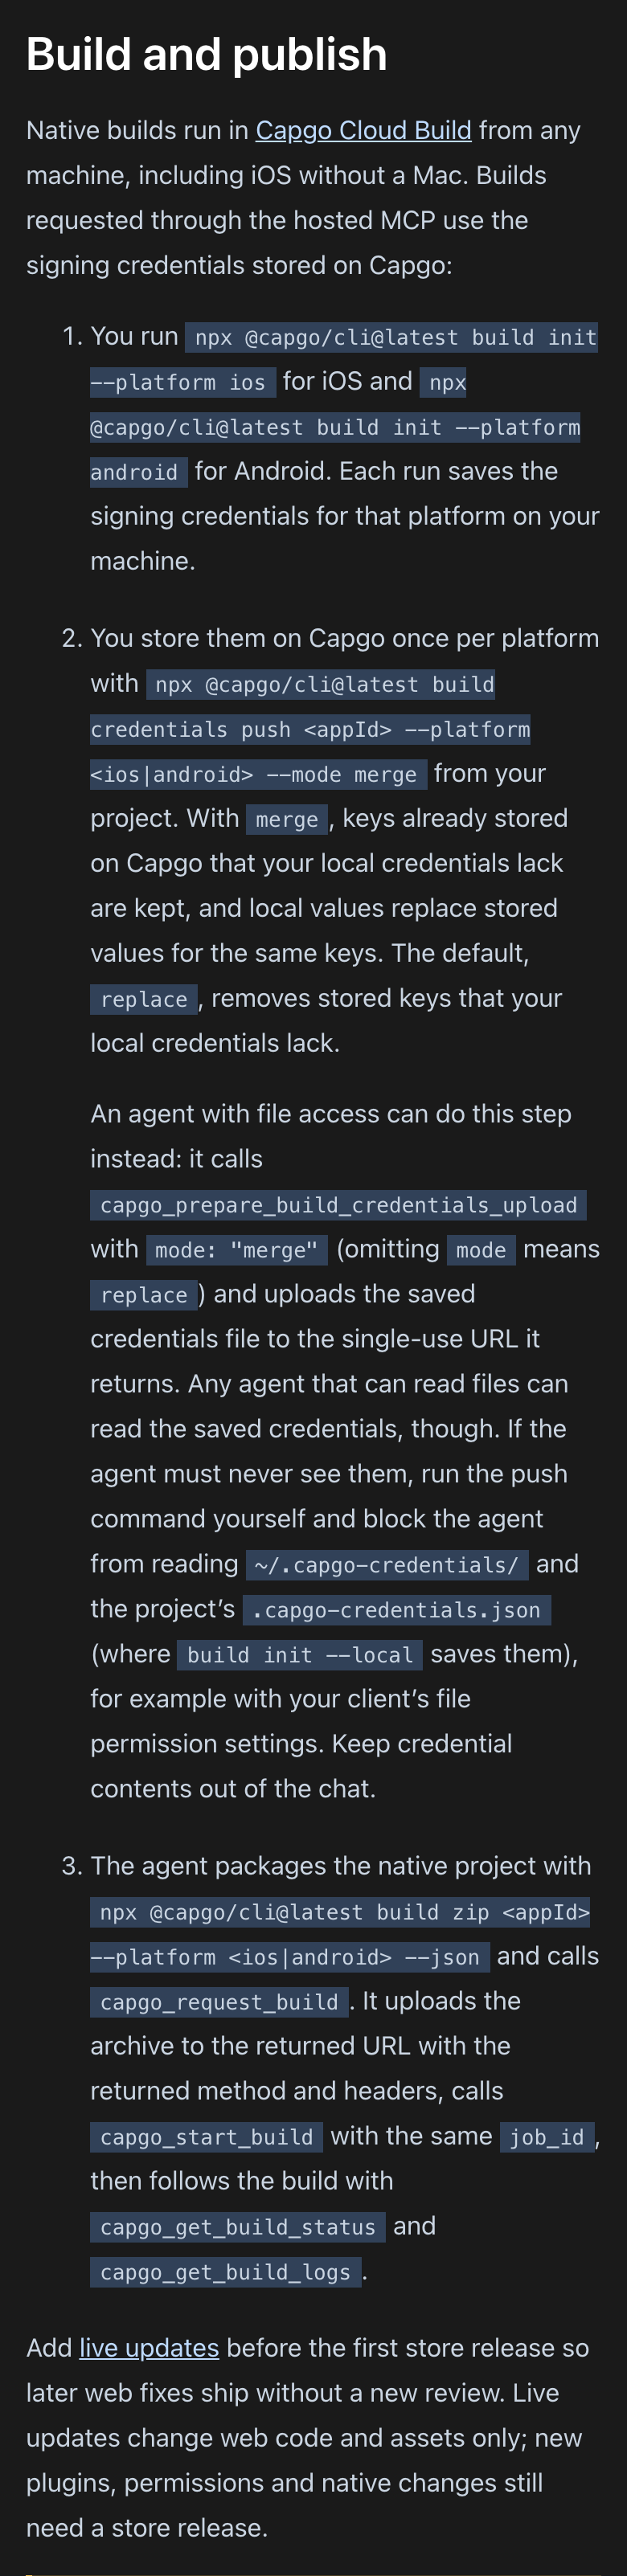 Build and publish
Native builds run in Capgo Cloud Build from any
machine, including iOS without a Mac. Builds
requested through the hosted MCP use the
signing credentials stored on Capgo:
1. You run npx @capgo/cli@latest build init
--platform ios for iOS and npx
@capgo/cli@latest build init --platform
android for Android. Each run saves the
signing credentials for that platform on your
machine.
2. You store them on Capgo once per platform
with npx @capgo/cli@latest build
credentials push <appId> --platform
<ios|android> --mode merge from your
project. With merge, keys already stored
on Capgo that your local credentials lack
are kept, and local values replace stored
values for the same keys. The default,
replace, removes stored keys that your
local credentials lack.
An agent with file access can do this step
instead: it calls
capgo_prepare_build_credentials_upload
with mode: "merge" (omitting mode means
replace) and uploads the saved
credentials file to the single-use URL it
returns. Any agent that can read files can
read the saved credentials, though. If the
agent must never see them, run the push
command yourself and block the agent
from reading ~/.capgo-credentials/ and
the project’s .capgo-credentials.json
(where build init --local saves them),
for example with your client’s file
permission settings. Keep credential
contents out of the chat.
3. The agent packages the native project with
npx @capgo/cli@latest build zip <appId>
--platform <ios|android> --json and calls
capgo_request_build. It uploads the
archive to the returned URL with the
returned method and headers, calls
capgo_start_build with the same job_id,
then follows the build with
capgo_get_build_status and
capgo_get_build_logs.
Add live updates before the first store release so
later web fixes ship without a new review. Live
updates change web code and assets only; new
plugins, permissions and native changes still
need a store release.